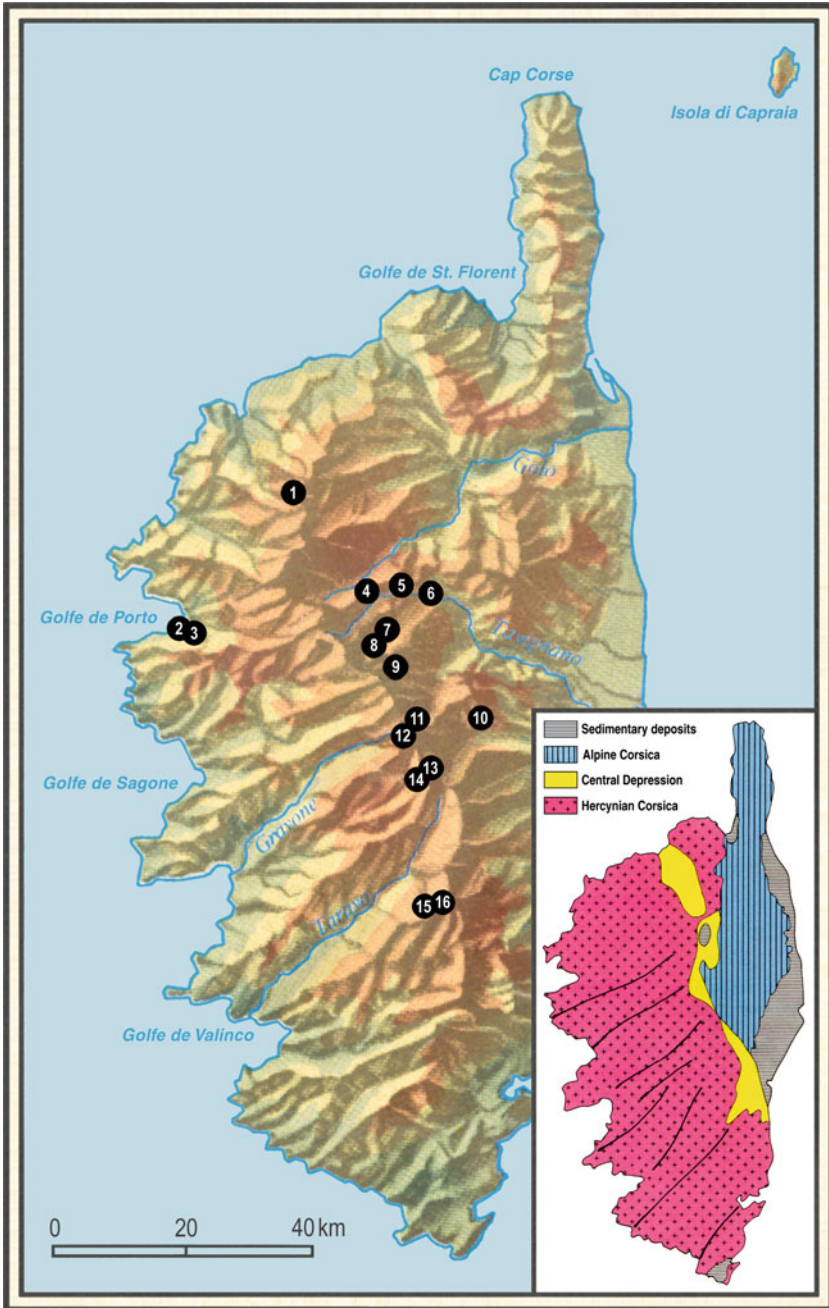 Cap Corse
Isola di Capraia
Golfe de St. Florent
Golo
1
4
5
6
Golfe de Porto
2
3
7
8
Tavignano
9
11
10
12
13
14
Golfe de Sagone
Gravone
Taravo
15
16
Golfe de Valinco
0 20 40 km
Sedimentary deposits
Alpine Corsica
Central Depression
Hercynian Corsica